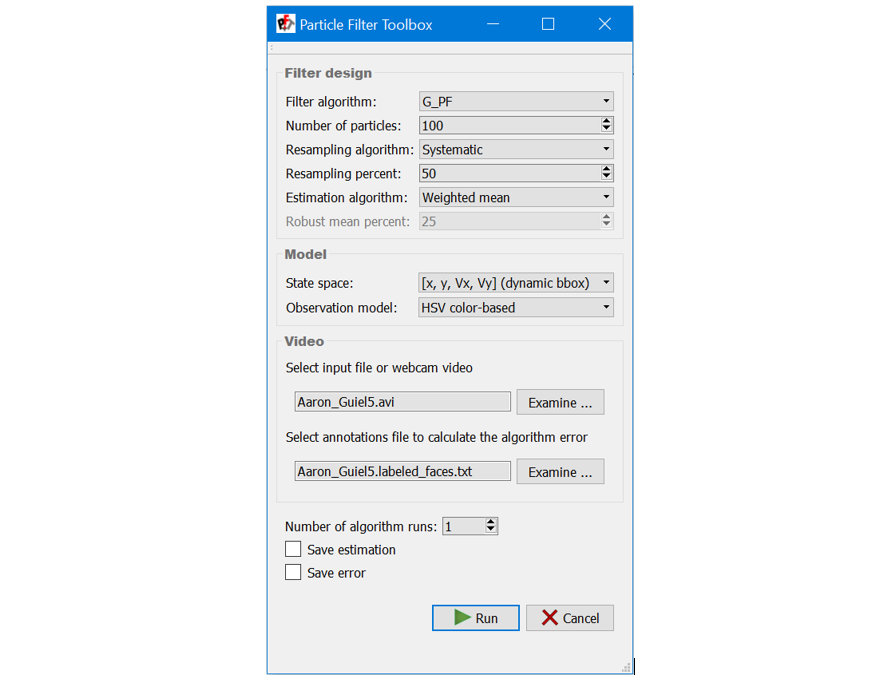 Particle Filter Toolbox
Filter design
Filter algorithm: G_PF
Number of particles: 100
Resampling algorithm: Systematic
Resampling percent: 50
Estimation algorithm: Weighted mean
Robust mean percent: 25
Model
State space: [x, y, Vx, Vy] (dynamic bbox)
Observation model: HSV color-based
Video
Select input file or webcam video
Aaron_Guiel5.avi Examine ...
Select annotations file to calculate the algorithm error
Aaron_Guiel5.labeled_faces.txt Examine ...
Number of algorithm runs: 1
Save estimation
Save error
Run Cancel